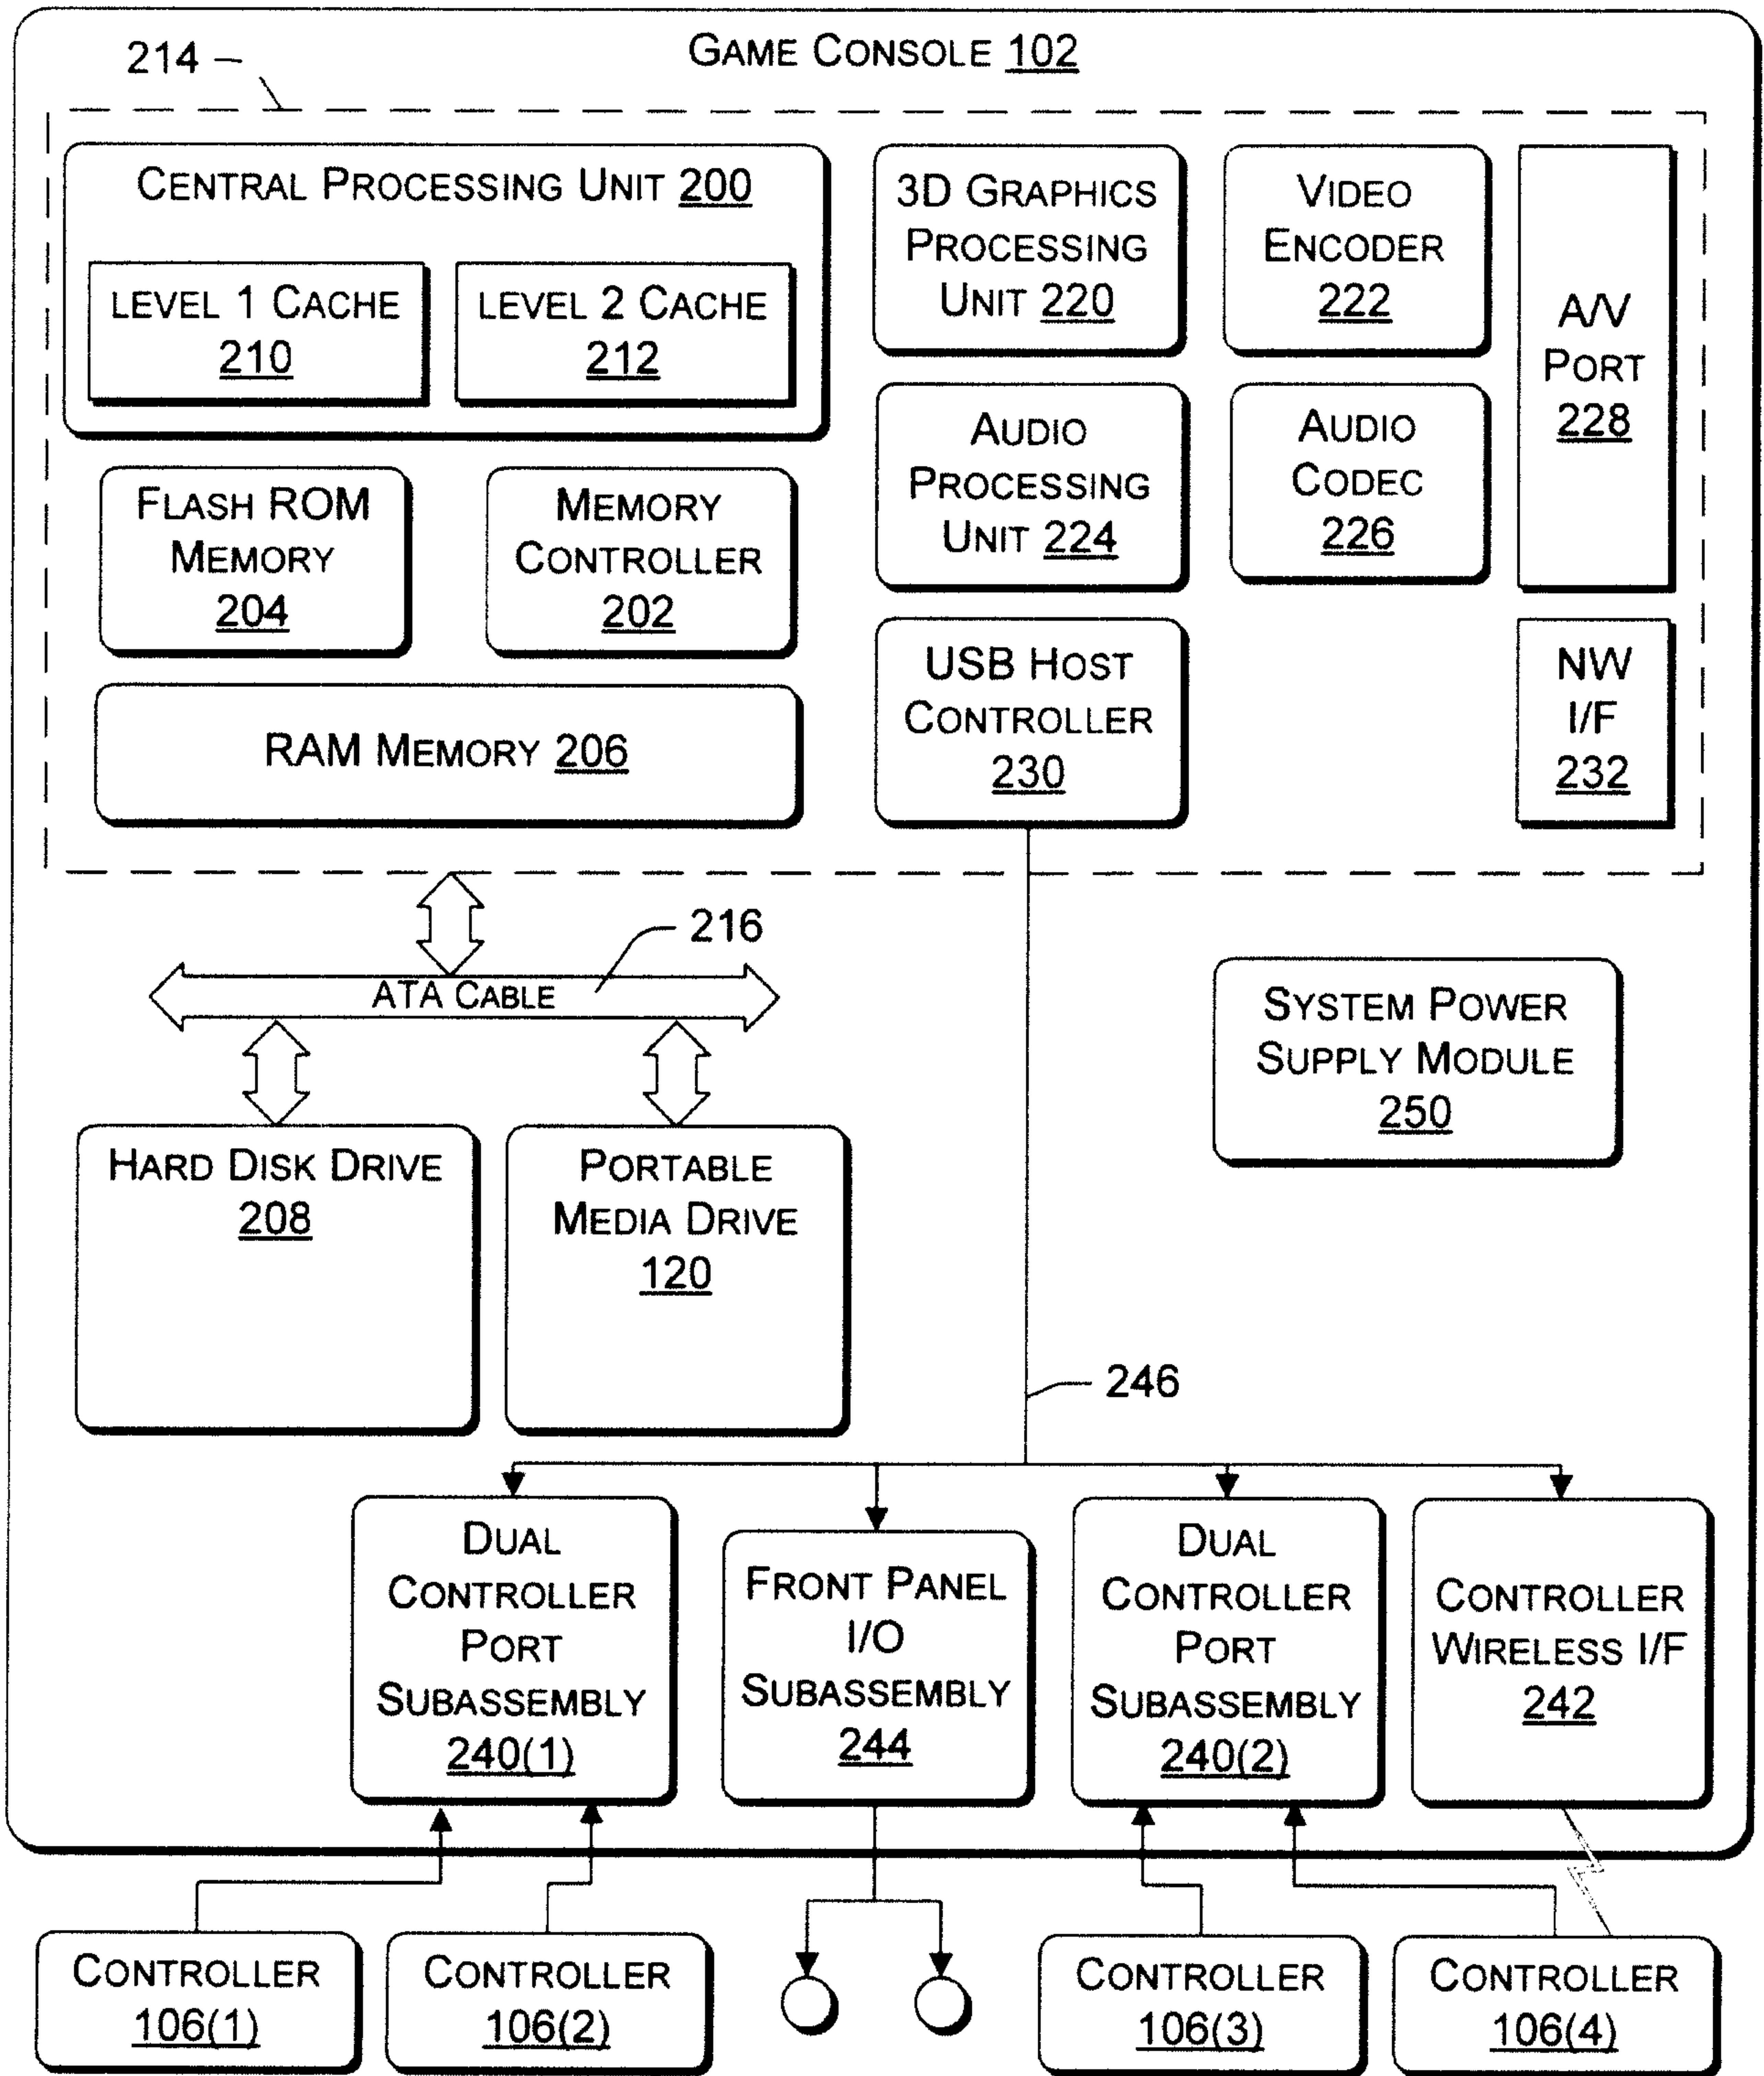 GAME CONSOLE 102
214
CENTRAL PROCESSING UNIT 200
LEVEL 1 CACHE
210
LEVEL 2 CACHE
212
3D GRAPHICS
PROCESSING
UNIT 220
VIDEO
ENCODER
222
A/V
PORT
228
AUDIO
PROCESSING
UNIT 224
AUDIO
CODEC
226
FLASH ROM
MEMORY
204
MEMORY
CONTROLLER
202
USB HOST
CONTROLLER
230
NW
I/F
232
RAM MEMORY 206
216
ATA CABLE
SYSTEM POWER
SUPPLY MODULE
250
HARD DISK DRIVE
208
PORTABLE
MEDIA DRIVE
120
246
DUAL
CONTROLLER
PORT
SUBASSEMBLY
240(1)
FRONT PANEL
I/O
SUBASSEMBLY
244
DUAL
CONTROLLER
PORT
SUBASSEMBLY
240(2)
CONTROLLER
WIRELESS I/F
242
CONTROLLER
106(1)
CONTROLLER
106(2)
CONTROLLER
106(3)
CONTROLLER
106(4)